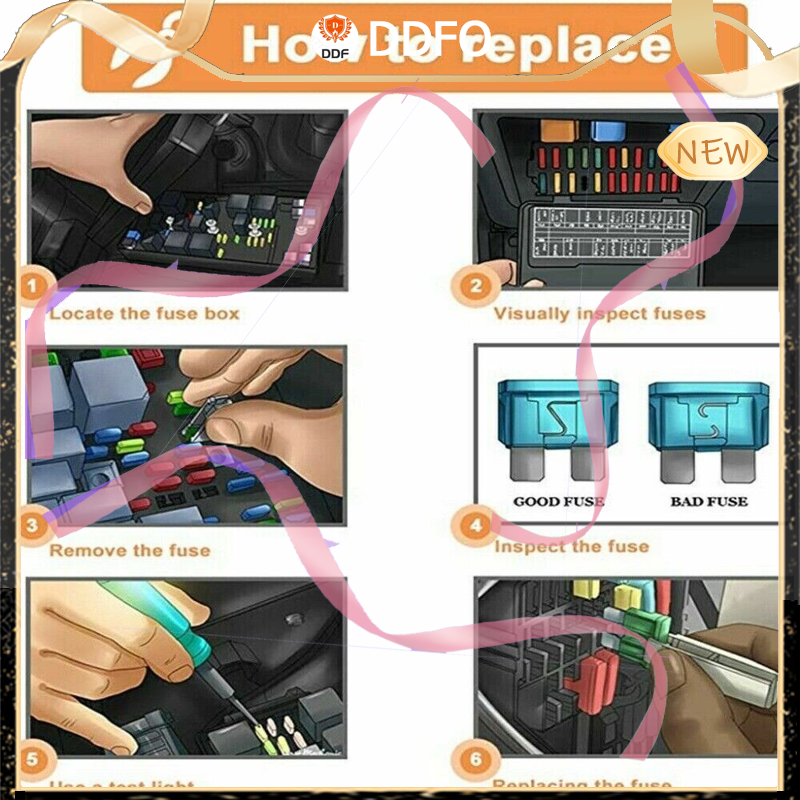 How to replace
DDFO
DDF
NEW
1
Locate the fuse box
2
Visually inspect fuses
3
Remove the fuse
GOOD FUSE
BAD FUSE
4
Inspect the fuse
5
Use a test light
6
Replacing the fuse